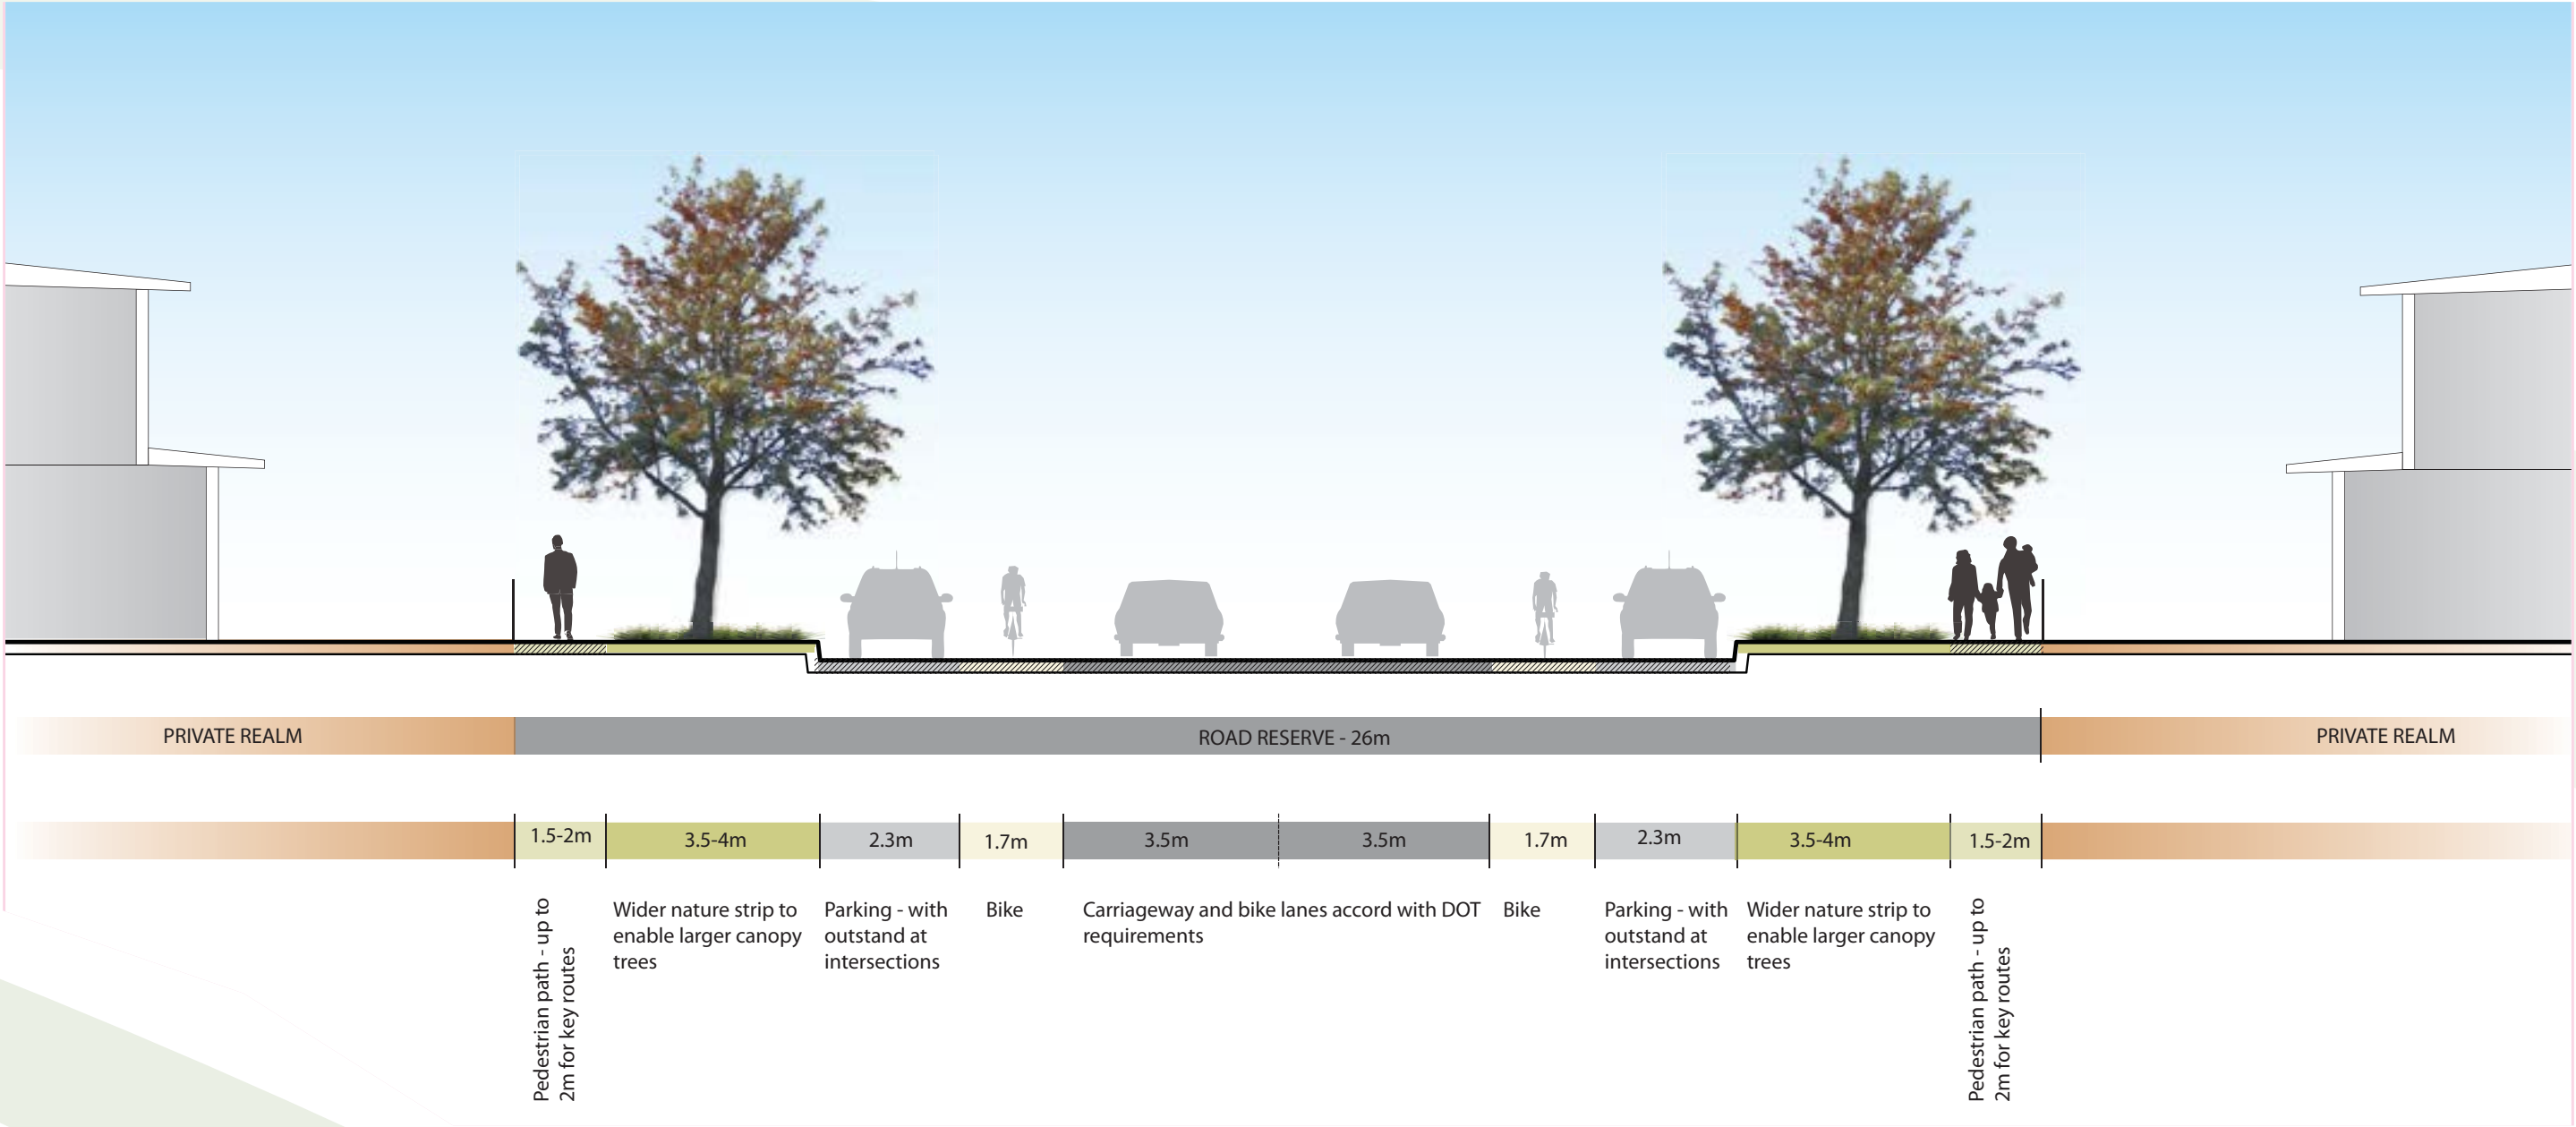 PRIVATE REALM
ROAD RESERVE - 26m
PRIVATE REALM
1.5-2m
3.5-4m
2.3m
1.7m
3.5m
3.5m
1.7m
2.3m
3.5-4m
1.5-2m
Pedestrian path - up to
2m for key routes
Wider nature strip to
enable larger canopy
trees
Parking - with
outstand at
intersections
Bike
Carriageway and bike lanes accord with DOT
requirements
Bike
Parking - with
outstand at
intersections
Wider nature strip to
enable larger canopy
trees
Pedestrian path - up to
2m for key routes